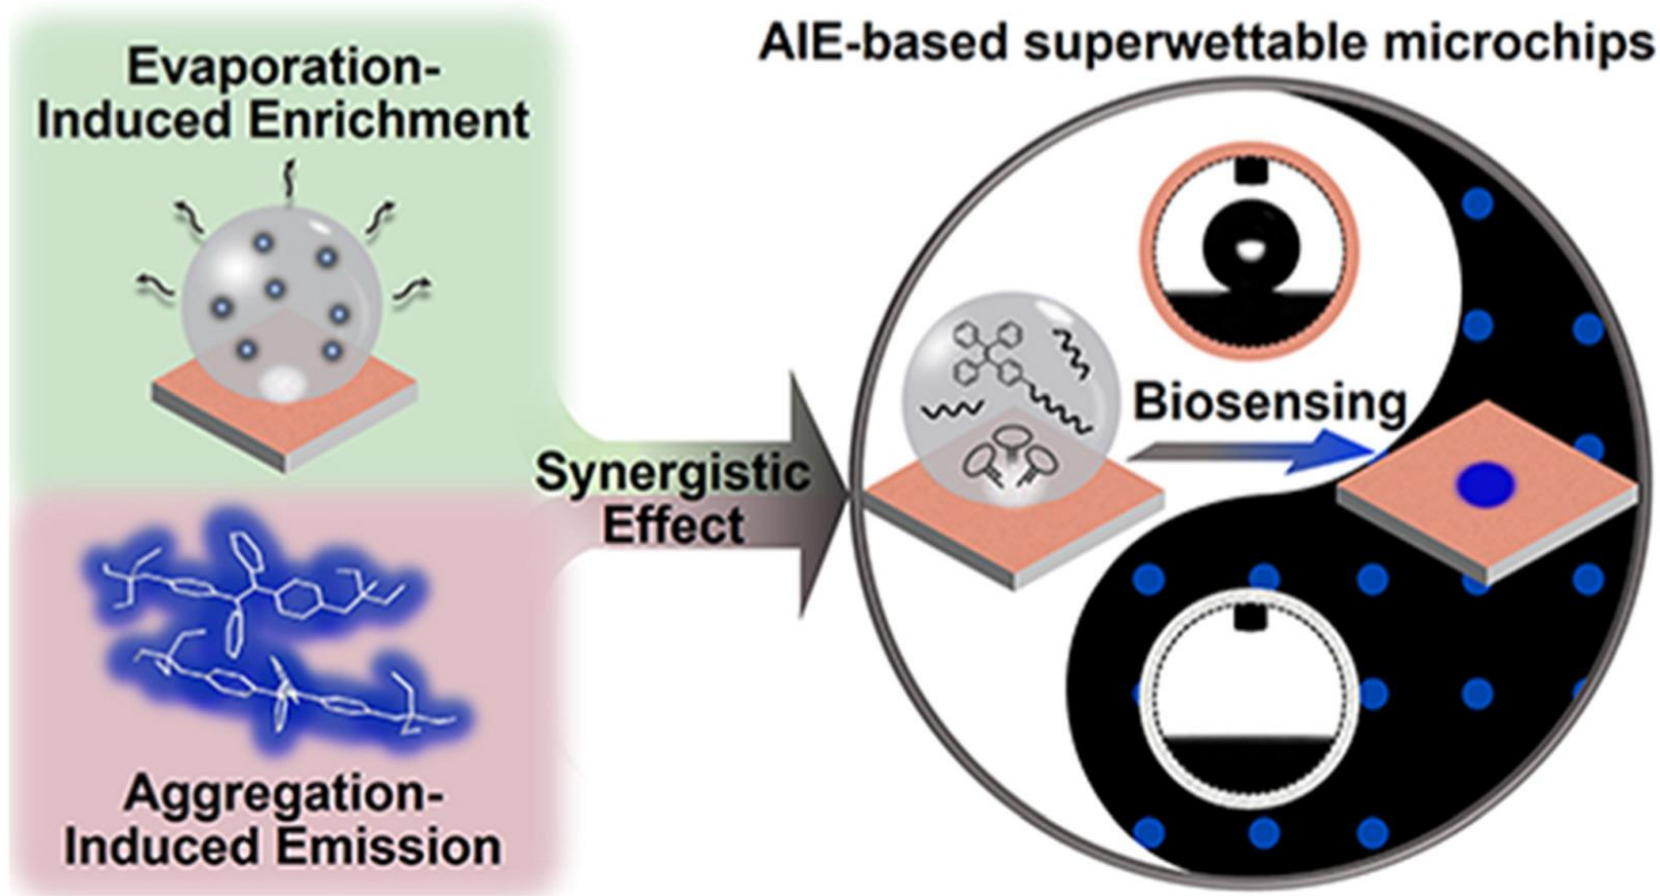 Evaporation-
Induced Enrichment
Aggregation-
Induced Emission
Synergistic
Effect
AIE-based superwettable microchips
Biosensing